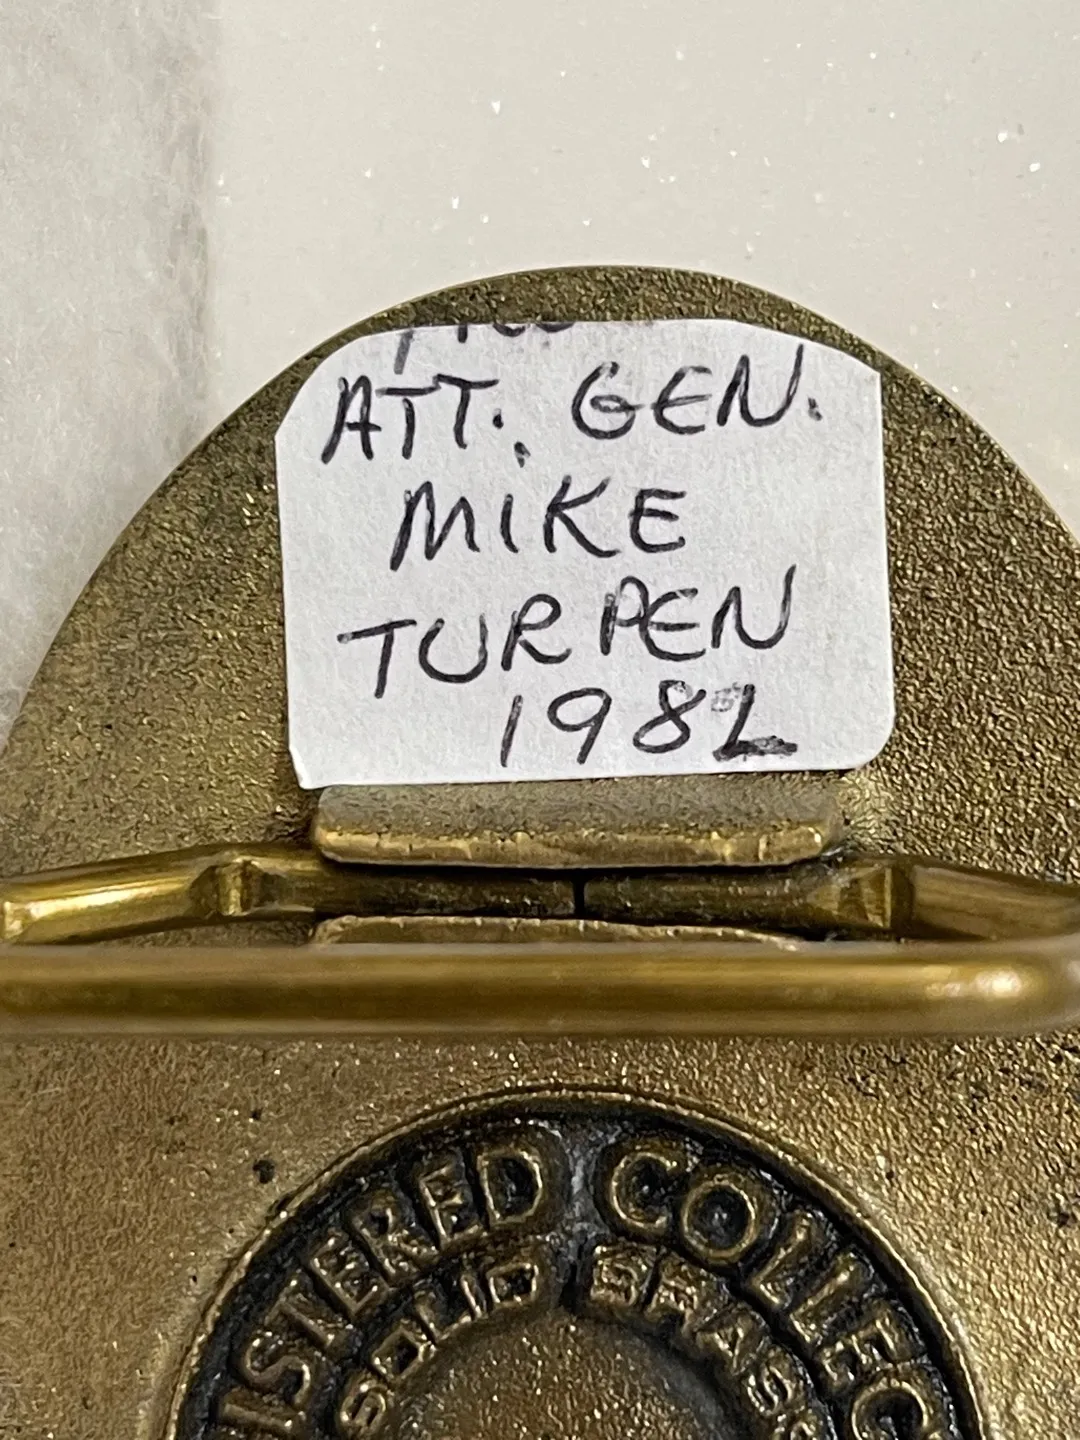 ATT. GEN.
MIKE
TURPEN
1982
ISTERED COLLEC
SOLID BRASS